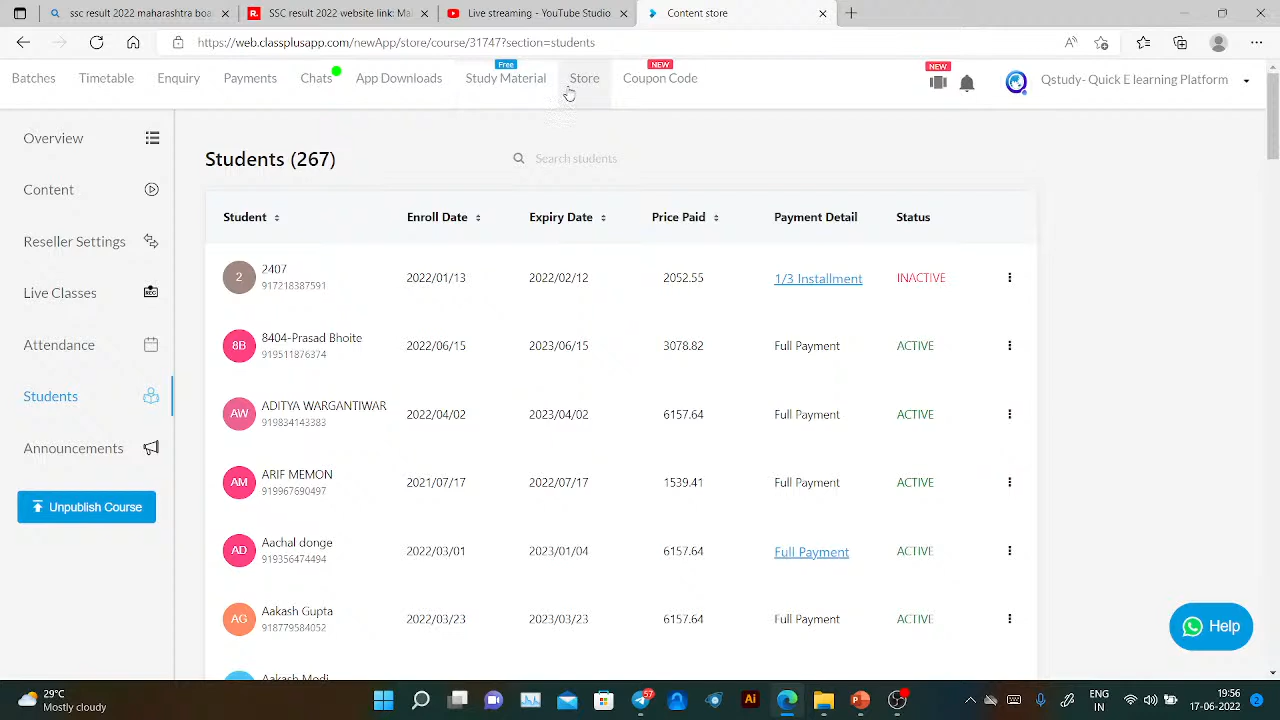 ssc result 2022 maharashtra boa
SSC result 2022 website link: Ma
Live streaming - YouTube Studio
Content store
https://web.classplusapp.com/newApp/store/course/31747?section=students
Free
NEW
NEW
Batches Timetable Enquiry Payments Chats App Downloads Study Material Store Coupon Code Qstudy- Quick E learning Platform
Overview
Content
Reseller Settings
Live Classes
REC
Attendance
Students
Announcements
Unpublish Course
Students (267) Search students
Student Enroll Date Expiry Date Price Paid Payment Detail Status
2 2407 2022/01/13 2022/02/12 2052.55 1/3 Installment INACTIVE
917218387591
8B 8404-Prasad Bhoite 2022/06/15 2023/06/15 3078.82 Full Payment ACTIVE
919511876374
AW ADITYA WARGANTIWAR 2022/04/02 2023/04/02 6157.64 Full Payment ACTIVE
919834143383
AM ARIF MEMON 2021/07/17 2022/07/17 1539.41 Full Payment ACTIVE
919967690497
AD Aachal donge 2022/03/01 2023/01/04 6157.64 Full Payment ACTIVE
919356474494
AG Aakash Gupta 2022/03/23 2023/03/23 6157.64 Full Payment ACTIVE
918779584052
Aakash Modi
Help
29°C
Mostly cloudy
57
Ai
ENG
IN
19:56
17-06-2022
2